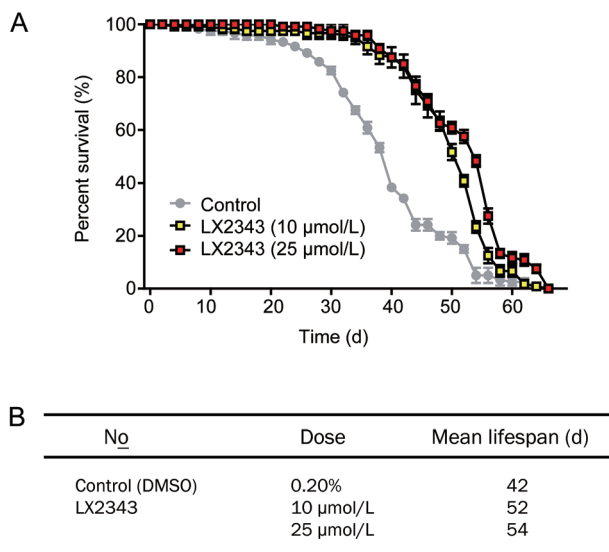 A
Percent survival (%)
100
80
60
40
20
0
Control
LX2343 (10 µmol/L)
LX2343 (25 µmol/L)
0 10 20 30 40 50 60
Time (d)
B
No Dose Mean lifespan (d)
Control (DMSO) 0.20% 42
LX2343 10 µmol/L 52
25 µmol/L 54